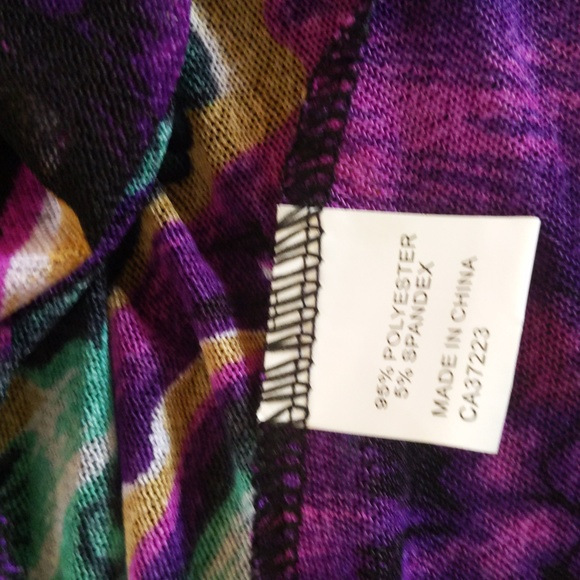 95% POLYESTER
5% SPANDEX
MADE IN CHINA
CA37223